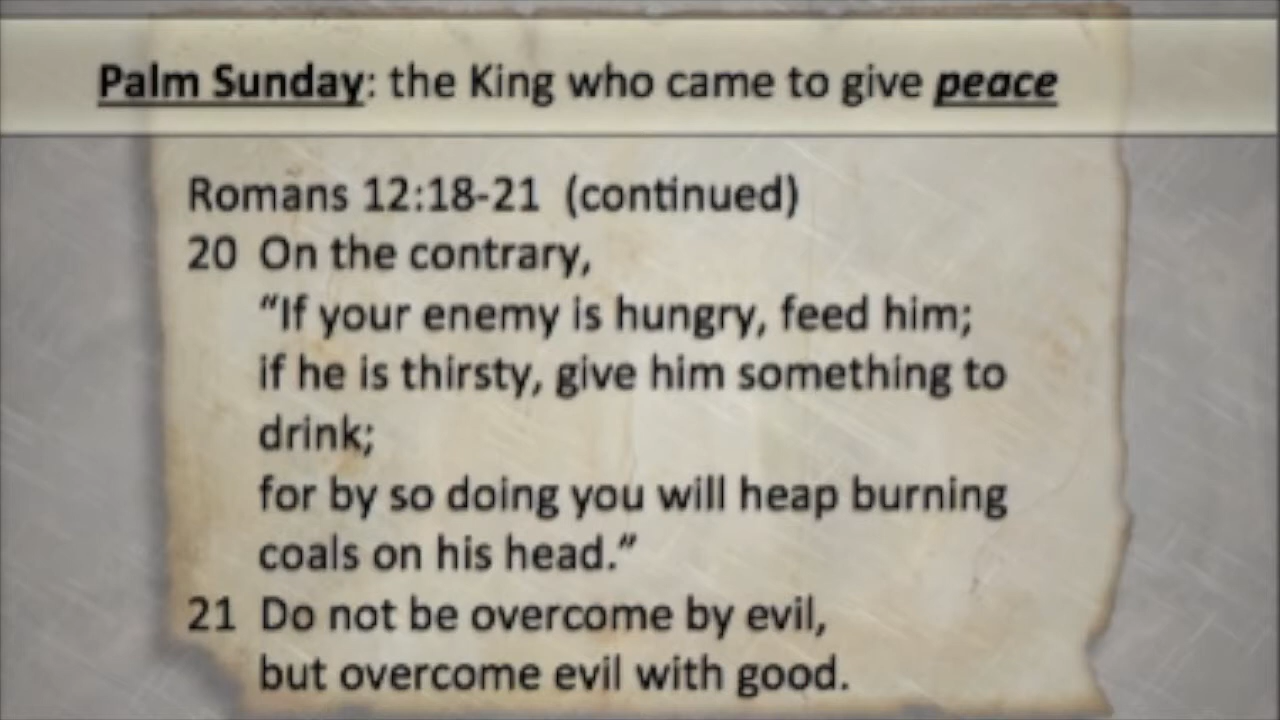 Palm Sunday: the King who came to give peace
Romans 12:18-21 (continued)
20 On the contrary,
“If your enemy is hungry, feed him;
if he is thirsty, give him something to
drink;
for by so doing you will heap burning
coals on his head.”
21 Do not be overcome by evil,
but overcome evil with good.